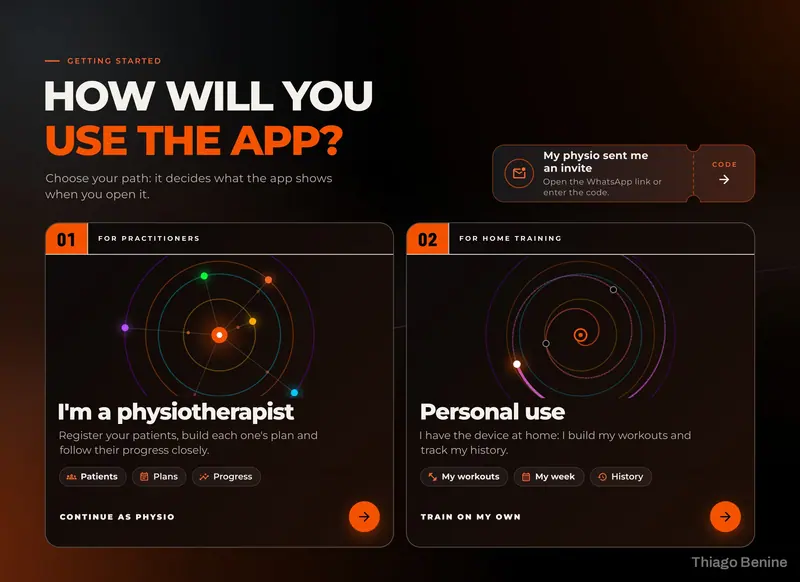 GETTING STARTED
HOW WILL YOU
USE THE APP?
Choose your path: it decides what the app shows
when you open it.
My physio sent me
an invite
Open the WhatsApp link or
enter the code.
CODE
01
FOR PRACTITIONERS
I'm a physiotherapist
Register your patients, build each one's plan and
follow their progress closely.
Patients
Plans
Progress
CONTINUE AS PHYSIO
02
FOR HOME TRAINING
Personal use
I have the device at home: I build my workouts and
track my history.
My workouts
My week
History
TRAIN ON MY OWN
Thiago Benine